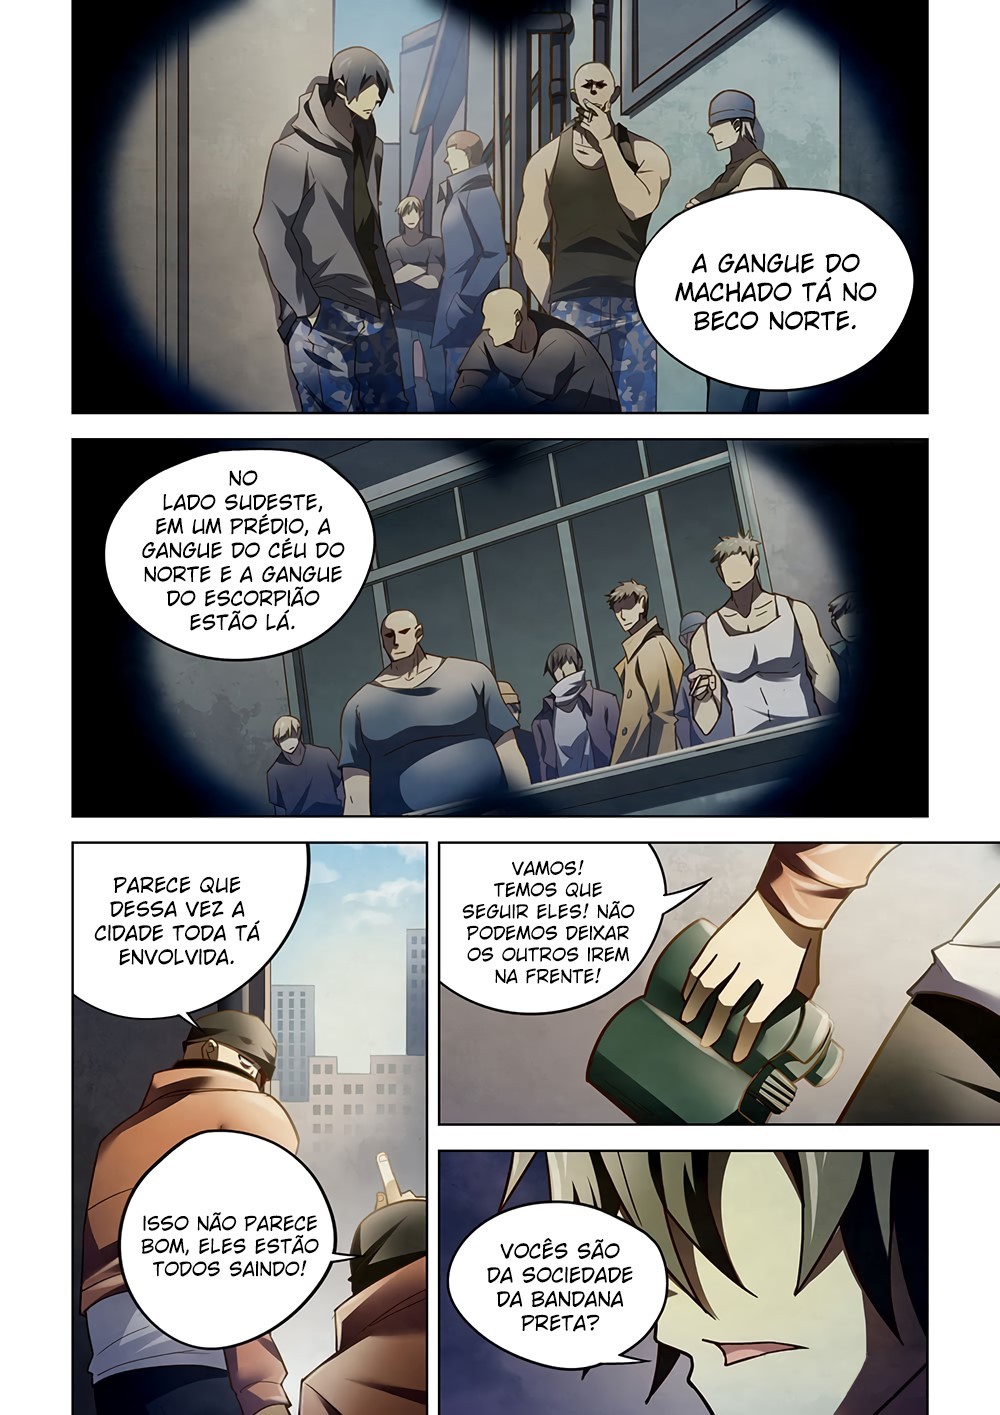 A GANGUE DO
MACHADO TÁ NO
BECO NORTE.
NO
LADO SUDESTE,
EM UM PRÉDIO, A
GANGUE DO CÉU DO
NORTE E A GANGUE
DO ESCORPIÃO
ESTÃO LÁ.
PARECE QUE
DESSA VEZ A
CIDADE TODA TÁ
ENVOLVIDA.
ISSO NÃO PARECE
BOM, ELES ESTÃO
TODOS SAINDO!
VAMOS!
TEMOS QUE
SEGUIR ELES! NÃO
PODEMOS DEIXAR
OS OUTROS IREM
NA FRENTE!
VOCÊS SÃO
DA SOCIEDADE
DA BANDANA
PRETA?